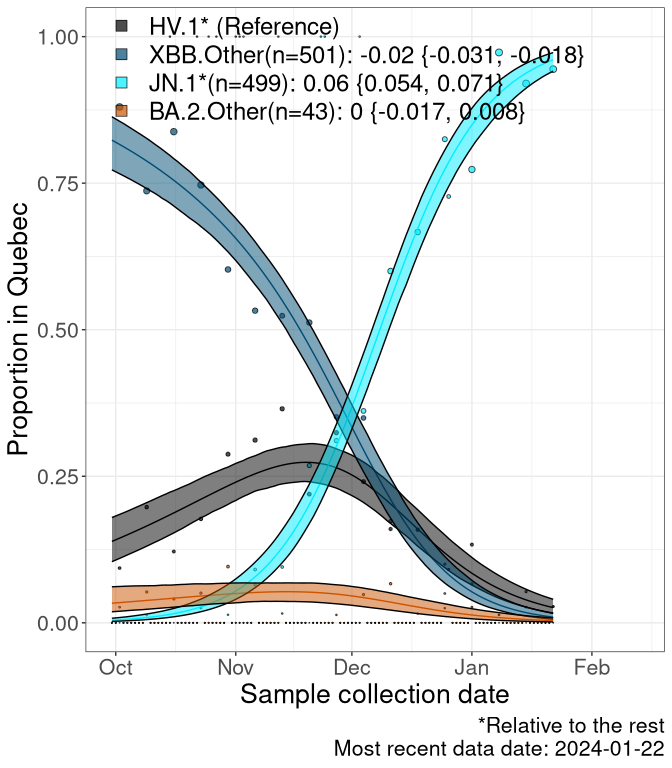 HV.1* (Reference)
XBB.Other(n=501): -0.02 {-0.031, -0.018}
JN.1*(n=499): 0.06 {0.054, 0.071}
BA.2.Other(n=43): 0 {-0.017, 0.008}
1.00
0.75
0.50
0.25
0.00
Proportion in Quebec
Oct Nov Dec Jan Feb
Sample collection date
*Relative to the rest
Most recent data date: 2024-01-22